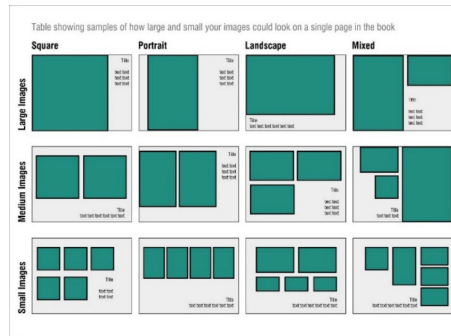 Table showing samples of how large and small your images could look on a single page in the book
Square
Portrait
Landscape
Mixed
Large Images
Title
text text
text text
text text
Title
text text
text text
text text
Title
text text text text text text
Title
text text
text text
text text
Medium Images
Title
text text text text text text
Title
text text
text text
text text
Title
text text
text text
text text
Title
text text text text text text
Small Images
Title
text text
text text
Title
text text text text text text
Title
text text text text text text
Title
text text text text text text